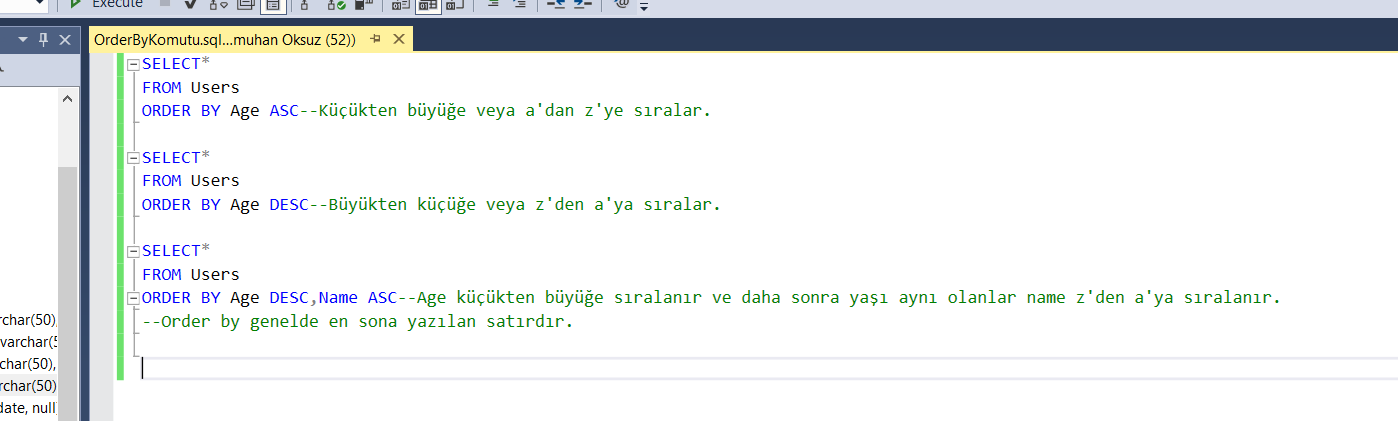 Execute
OrderByKomutu.sql...muhan Oksuz (52))
SELECT*
FROM Users
ORDER BY Age ASC--Küçükten büyüğe veya a'dan z'ye sıralar.
SELECT*
FROM Users
ORDER BY Age DESC--Büyükten küçüğe veya z'den a'ya sıralar.
SELECT*
FROM Users
ORDER BY Age DESC,Name ASC--Age küçükten büyüğe sıralanır ve daha sonra yaşı aynı olanlar name z'den a'ya sıralanır.
--Order by genelde en sona yazılan satırdır.
rchar(50),
varchar(5
char(50),
rchar(50)
date, null